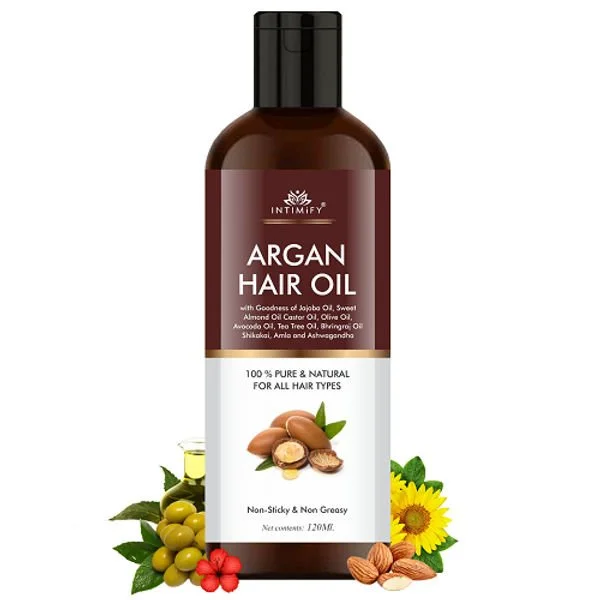 INTIMIFY®
ARGAN
HAIR OIL
with Goodness of Jojoba Oil, Sweet
Almond Oil Castor Oil, Olive Oil,
Avocado Oil, Tea Tree Oil, Bhringraj Oil
Shikakai, Amla and Ashwagandha
100 % PURE & NATURAL
FOR ALL HAIR TYPES
Non-Sticky & Non Greasy
Net contents: 120ML